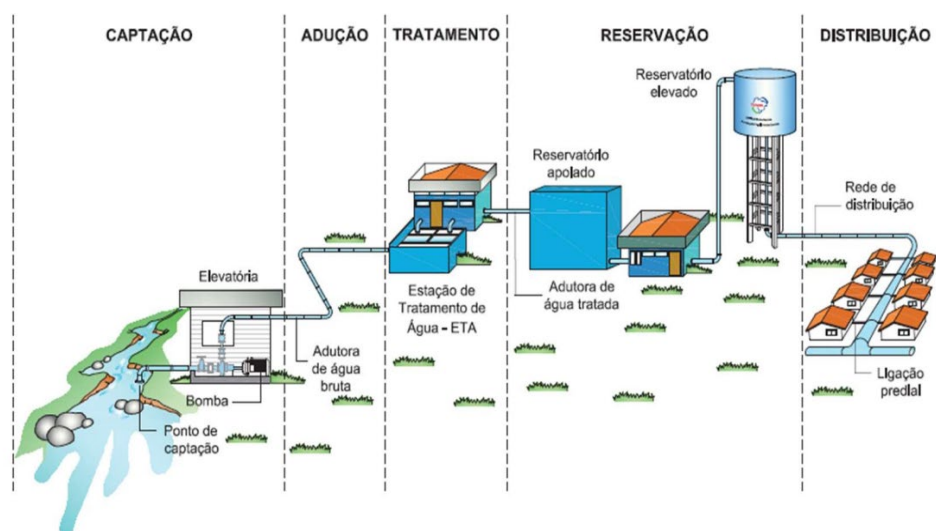 CAPTAÇÃO
ADUÇÃO
TRATAMENTO
RESERVAÇÃO
DISTRIBUIÇÃO
Reservatório
elevado
Reservatório
apolado
Rede de
distribuição
Elevatória
Estação de
Tratamento de
Água - ETA
Adutora de
água tratada
Adutora
de água
bruta
Bomba
Ponto de
captação
Ligação
predial